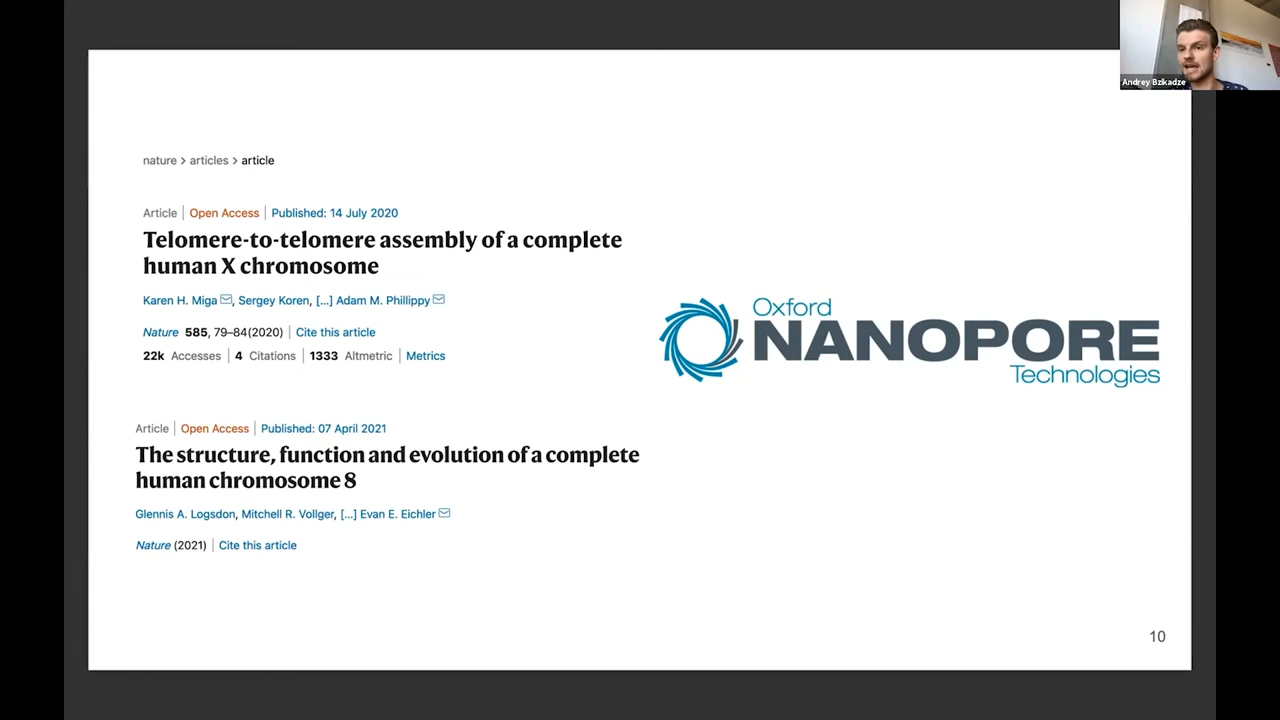 Andrey Bzikadze
nature > articles > article
Article | Open Access | Published: 14 July 2020
Telomere-to-telomere assembly of a complete
human X chromosome
Karen H. Miga, Sergey Koren, [...] Adam M. Phillippy
Nature 585, 79–84(2020) | Cite this article
22k Accesses | 4 Citations | 1333 Altmetric | Metrics
Oxford
NANOPORE
Technologies
Article | Open Access | Published: 07 April 2021
The structure, function and evolution of a complete
human chromosome 8
Glennis A. Logsdon, Mitchell R. Vollger, [...] Evan E. Eichler
Nature (2021) | Cite this article
10